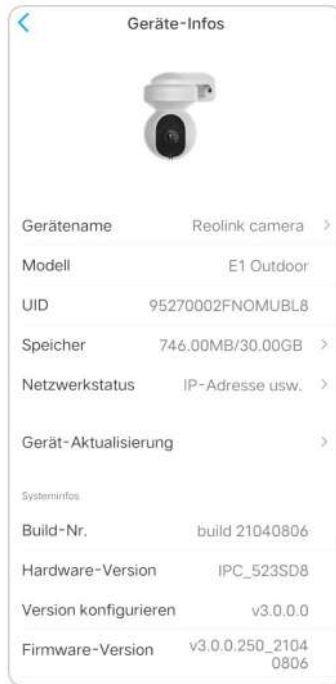 Geräte-Infos
Gerätename Reolink camera
Modell E1 Outdoor
UID 95270002FNOMUBL8
Speicher 746.00MB/30.00GB
Netzwerkstatus IP-Adresse usw.
Gerät-Aktualisierung
Systeminfos
Build-Nr. build 21040806
Hardware-Version IPC_523SD8
Version konfigurieren v3.0.0.0
Firmware-Version v3.0.0.250_2104
0806